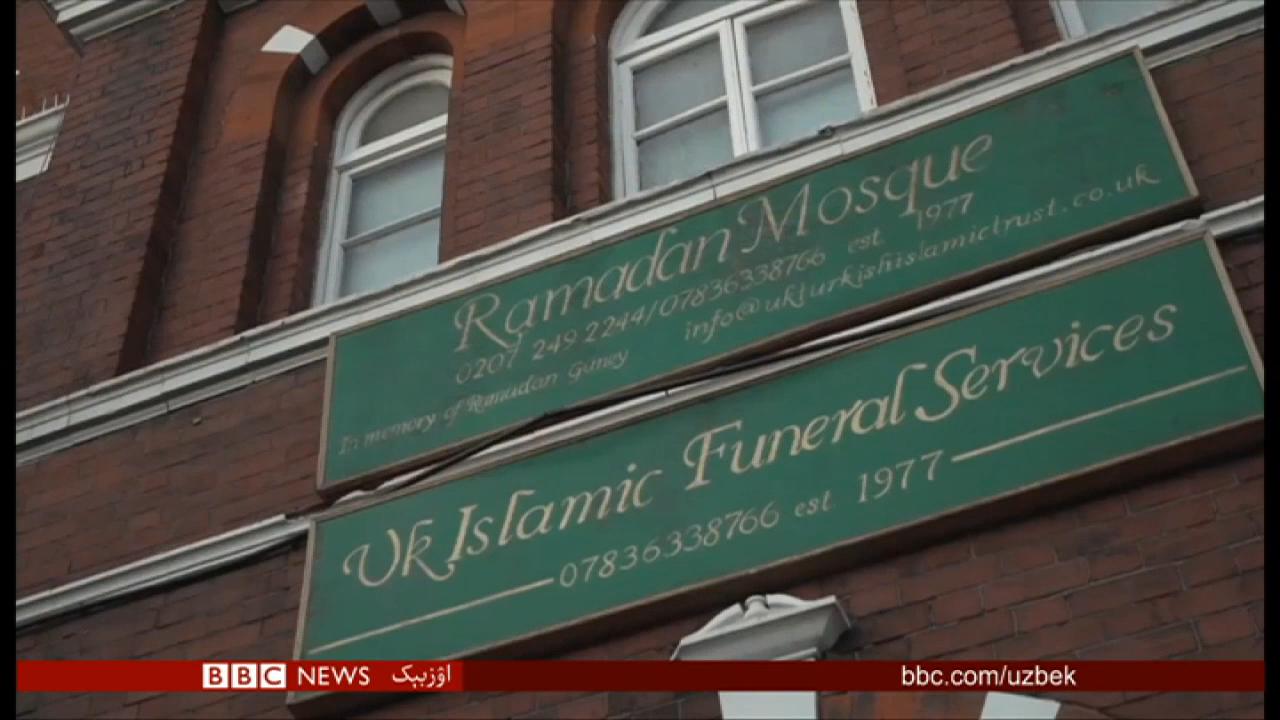 Ramadan Mosque
0207 249 2244/07836338766 est 1977
In memory of Ramadan Guney info@ukturkishislamictrust.co.uk
Uk Islamic Funeral Services
07836338766 est 1977
BBC NEWS اۉزبېک bbc.com/uzbek